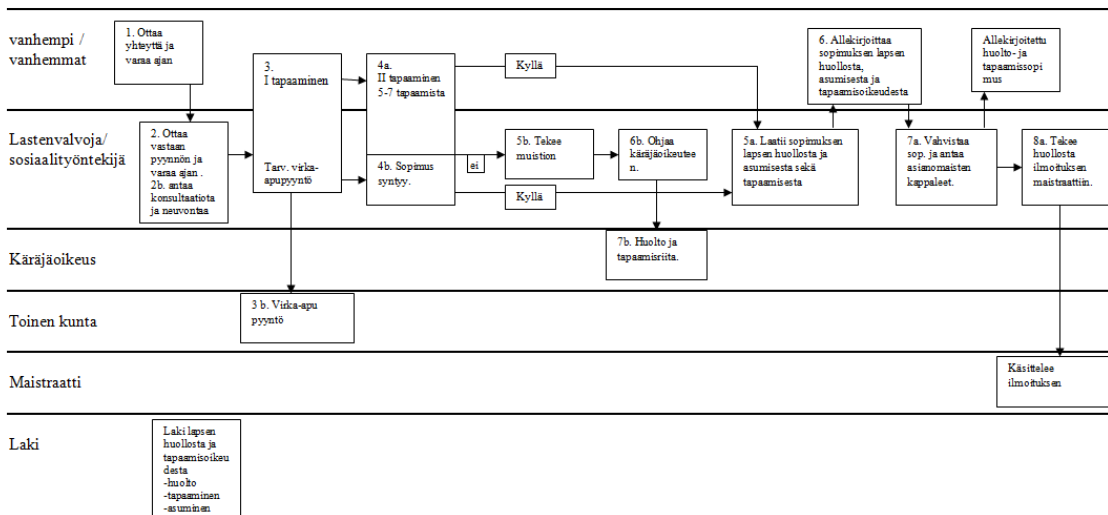 vanhempi /
vanhemmat
1. Ottaa
yhteyttä ja
varaa ajan
3.
I tapaaminen
Tarv. virka-
apupyyntö
4a.
II tapaaminen
5-7 tapaamista
Kyllä
6. Allekirjoittaa
sopimuksen lapsen
huollosta,
asumisesta ja
tapaamisoikeudesta
Allekirjoitettu
huolto- ja
tapaamissopi
mus
Lastenvalvoja/
sosiaalityöntekijä
2. Ottaa
vastaan
pyynnön ja
varaa ajan .
2b. antaa
konsultaatiota
ja neuvontaa
4b. Sopimus
syntyy.
ei
Kyllä
5b. Tekee
muistion
6b. Ohjaa
käräjäoikeutee
n.
5a. Laatii sopimuksen
lapsen huollosta ja
asumisesta sekä
tapaamisesta
7a. Vahvistaa
sop. ja antaa
asianomaisten
kappaleet.
8a. Tekee
huollosta
ilmoituksen
maistraattiin.
Käräjäoikeus
7b. Huolto ja
tapaamisriita.
Toinen kunta
3 b. Virka-apu
pyyntö
Maistraatti
Käsittelee
ilmoituksen
Laki
Laki lapsen
huollosta ja
tapaamisoikeu
desta
-huolto
-tapaaminen
-asuminen